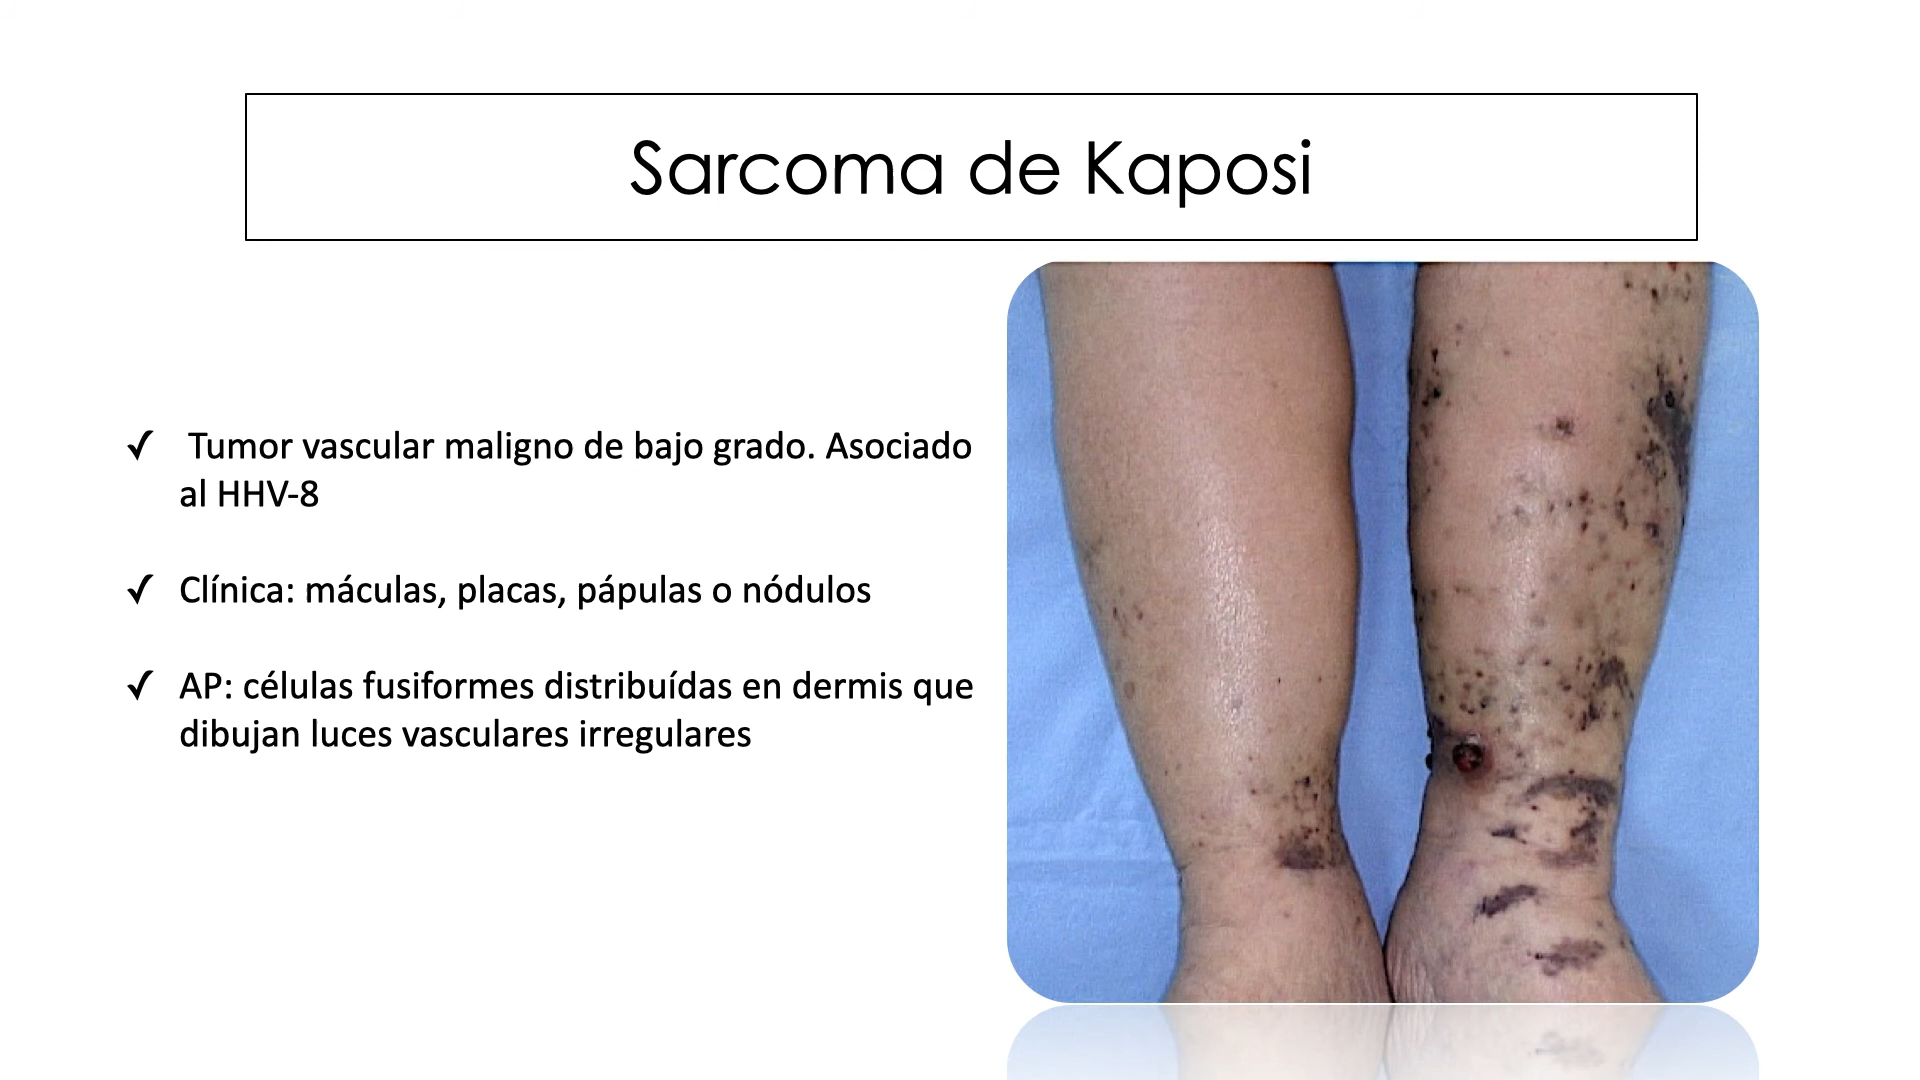 Sarcoma de Kaposi
✓ Tumor vascular maligno de bajo grado. Asociado
al HHV-8
✓ Clínica: máculas, placas, pápulas o nódulos
✓ AP: células fusiformes distribuídas en dermis que
dibujan luces vasculares irregulares